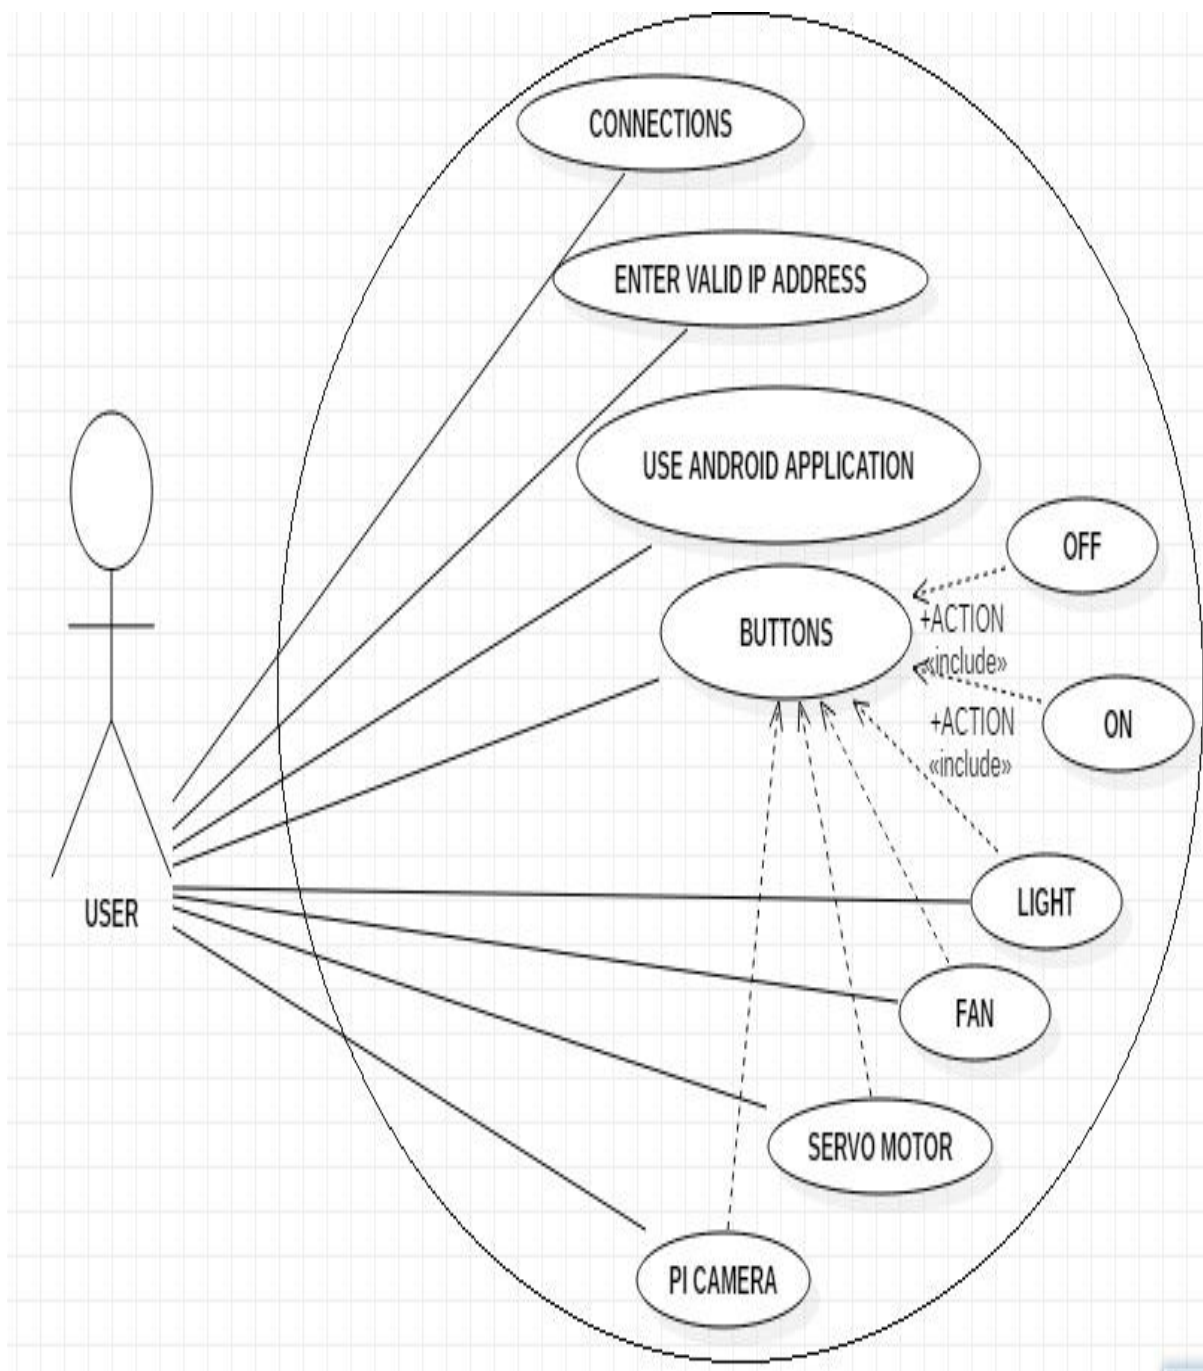 CONNECTIONS
ENTER VALID IP ADDRESS
USE ANDROID APPLICATION
OFF
BUTTONS
+ACTION
«include»
ON
+ACTION
«include»
LIGHT
USER
FAN
SERVO MOTOR
PI CAMERA